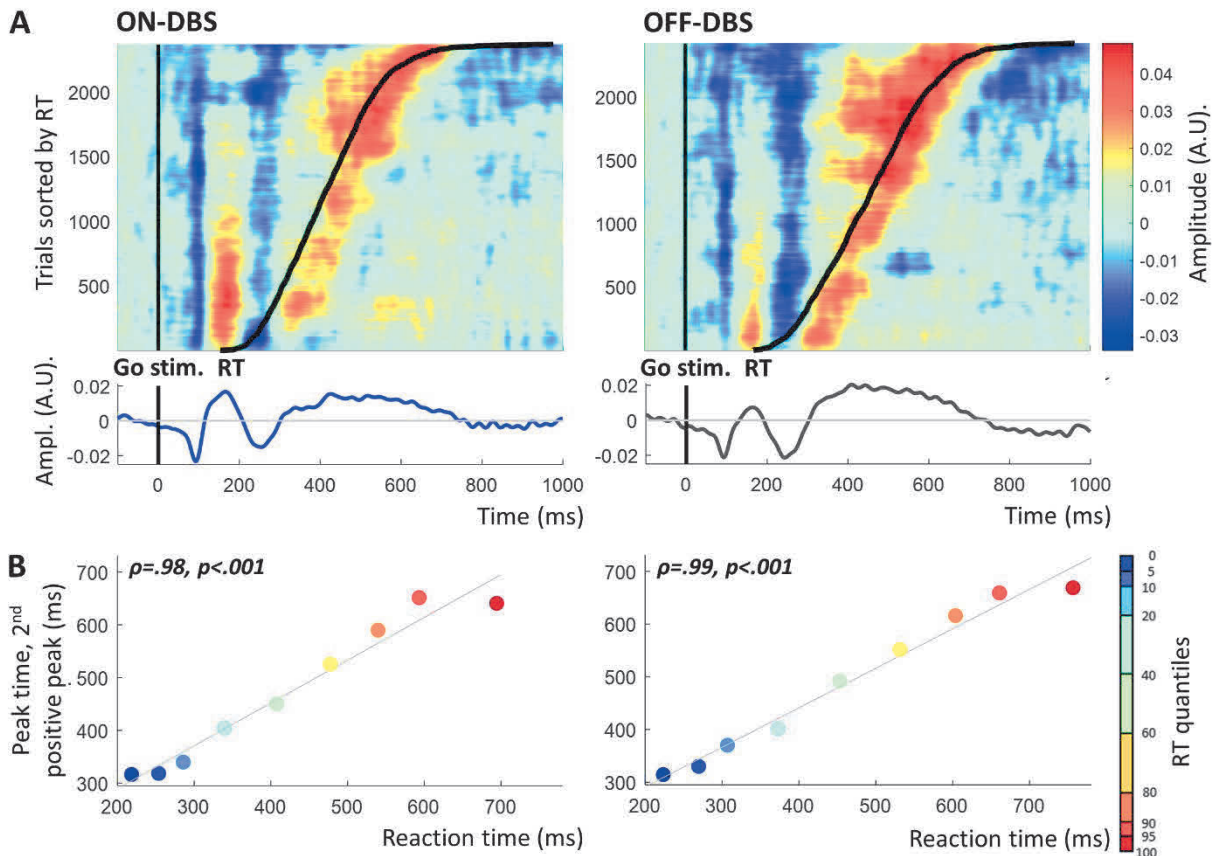 A
ON-DBS
OFF-DBS
Trials sorted by RT
2000
1500
1000
500
2000
1500
1000
500
0.04
0.03
0.02
0.01
0
-0.01
-0.02
-0.03
Amplitude (A.U).
Go stim. RT
Go stim. RT
Ampl. (A.U).
0.02
0
-0.02
0.02
0
-0.02
0 200 400 600 800 1000
0 200 400 600 800 1000
Time (ms)
Time (ms)
B
ρ=.98, p<.001
ρ=.99, p<.001
Peak time, 2nd
positive peak (ms)
700
600
500
400
300
700
600
500
400
300
200 300 400 500 600 700
200 300 400 500 600 700
Reaction time (ms)
Reaction time (ms)
0
5
10
20
40
60
80
90
95
100
RT quantiles